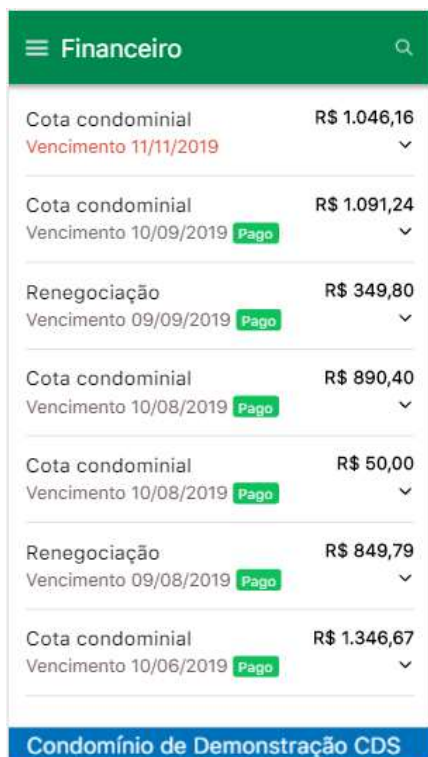 Financeiro
Cota condominial R$ 1.046,16
Vencimento 11/11/2019
Cota condominial R$ 1.091,24
Vencimento 10/09/2019 Pago
Renegociação R$ 349,80
Vencimento 09/09/2019 Pago
Cota condominial R$ 890,40
Vencimento 10/08/2019 Pago
Cota condominial R$ 50,00
Vencimento 10/08/2019 Pago
Renegociação R$ 849,79
Vencimento 09/08/2019 Pago
Cota condominial R$ 1.346,67
Vencimento 10/06/2019 Pago
Condomínio de Demonstração CDS